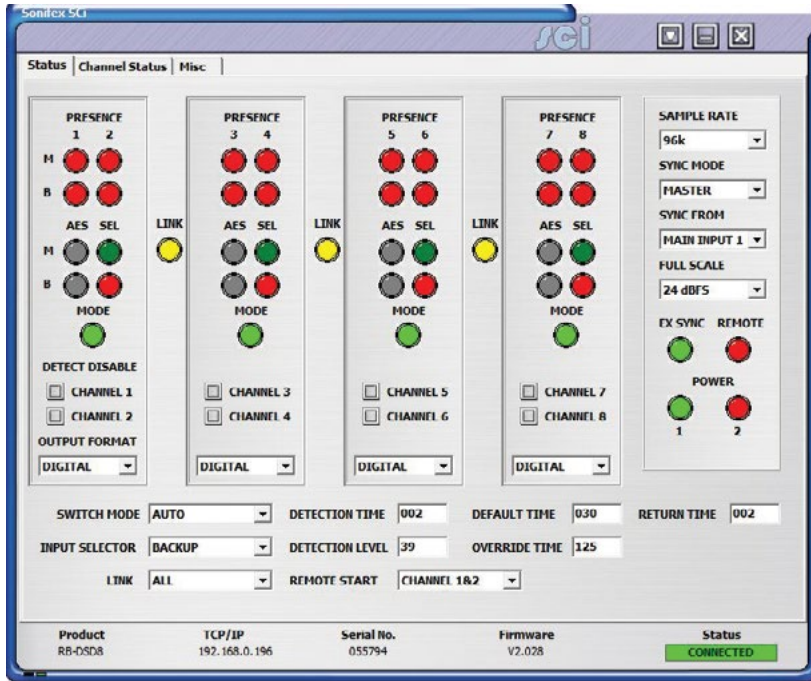 Sonifex SCi
sci
Status Channel Status Misc
PRESENCE PRESENCE PRESENCE PRESENCE SAMPLE RATE
1 2 3 4 5 6 7 8 96k
M SYNC MODE
B MASTER
SYNC FROM
AES SEL LINK AES SEL LINK AES SEL LINK AES SEL
M MAIN INPUT 1
FULL SCALE
B 24 dBFS
MODE MODE MODE MODE
EX SYNC REMOTE
DETECT DISABLE
POWER
CHANNEL 1 CHANNEL 3 CHANNEL 5 CHANNEL 7
CHANNEL 2 CHANNEL 4 CHANNEL 6 CHANNEL 8
1 2
OUTPUT FORMAT
DIGITAL DIGITAL DIGITAL DIGITAL
SWITCH MODE AUTO DETECTION TIME 002 DEFAULT TIME 030 RETURN TIME 002
INPUT SELECTOR BACKUP DETECTION LEVEL 39 OVERRIDE TIME 125
LINK ALL REMOTE START CHANNEL 1&2
Product TCP/IP Serial No. Firmware Status
RB-DSD8 192.168.0.196 055794 V2.028 CONNECTED